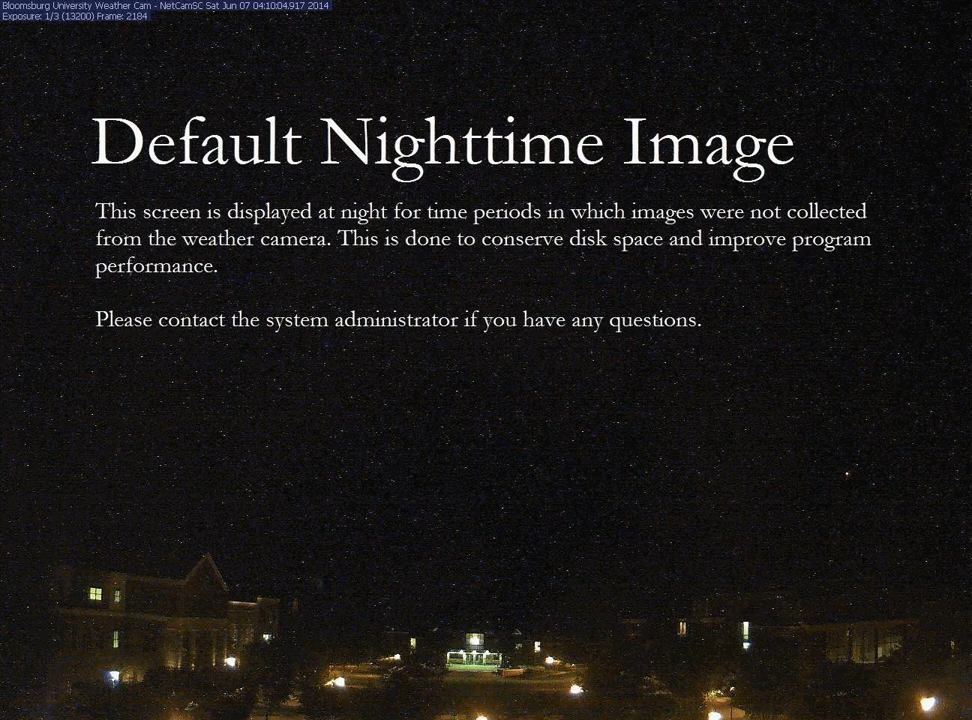 Bloomsburg University Weather Cam - NetCamSC Sat Jun 07 04:10:04.917 2014
Exposure: 1/3 (13200) Frame: 2184
Default Nighttime Image
This screen is displayed at night for time periods in which images were not collected
from the weather camera. This is done to conserve disk space and improve program
performance.
Please contact the system administrator if you have any questions.